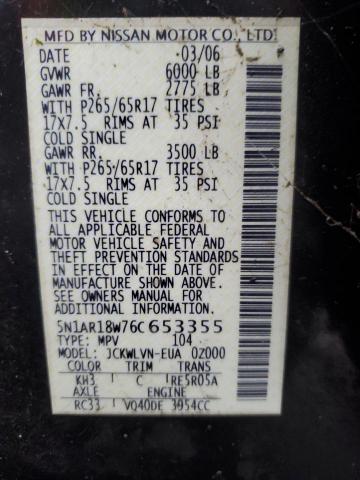 MFD BY NISSAN MOTOR CO., LTD.
DATE 03/06
GVWR 6000 LB
GAWR FR. 2775 LB
WITH P265/65R17 TIRES
17X7.5 RIMS AT 35 PSI
COLD SINGLE
GAWR RR. 3500 LB
WITH P265/65R17 TIRES
17X7.5 RIMS AT 35 PSI
COLD SINGLE
THIS VEHICLE CONFORMS TO
ALL APPLICABLE FEDERAL
MOTOR VEHICLE SAFETY AND
THEFT PREVENTION STANDARDS
IN EFFECT ON THE DATE OF
MANUFACTURE SHOWN ABOVE.
SEE OWNERS MANUAL FOR
ADDITIONAL INFORMATION.
5N1AR18W76C653355
TYPE: MPV 104
MODEL: JCKWLVN-EUA 0Z000
COLOR TRIM TRANS
KH3 C RE5R05A
AXLE ENGINE
RC33 VQ40DE 3954CC